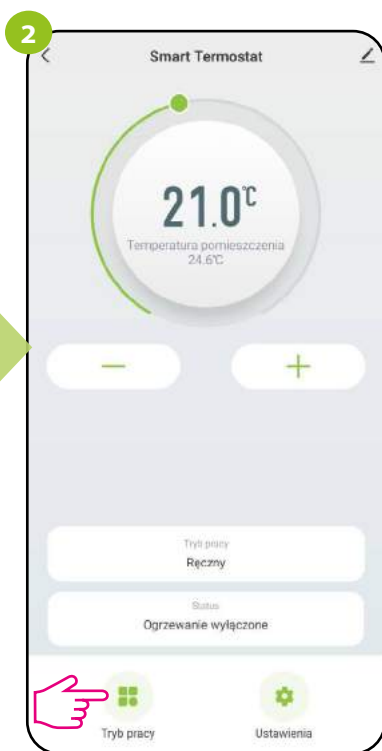 2
Smart Termostat
21.0℃
Temperatura pomieszczenia
24.6℃
Tryb pracy
Ręczny
Status
Ogrzewanie wyłączone
Tryb pracy
Ustawienia